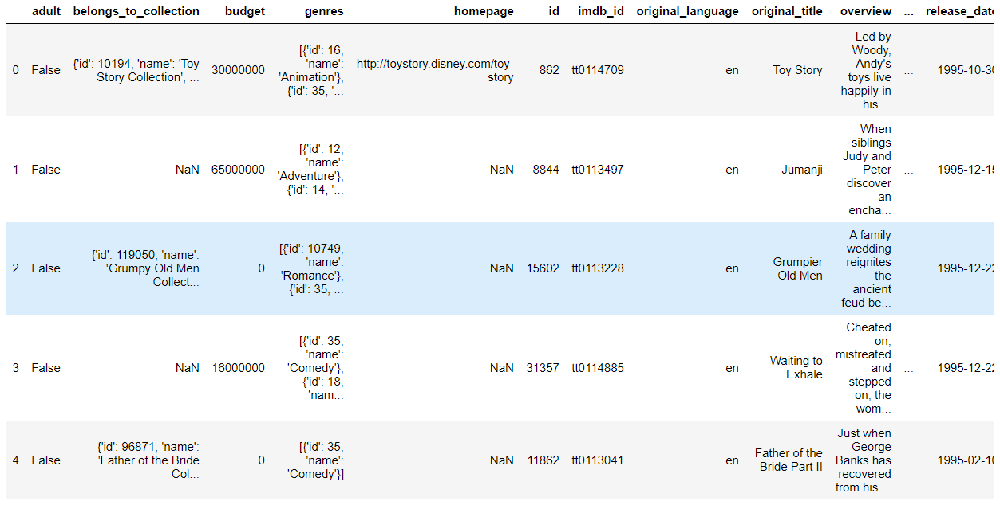 adult belongs_to_collection budget genres homepage id imdb_id original_language original_title overview ... release_date
0 False {'id': 10194, 'name': 'Toy Story Collection', ... 30000000 [{'id': 16, 'name': 'Animation'}, {'id': 35, '... http://toystory.disney.com/toy-story 862 tt0114709 en Toy Story Led by Woody, Andy's toys live happily in his ... ... 1995-10-30
1 False NaN 65000000 [{'id': 12, 'name': 'Adventure'}, {'id': 14, '... NaN 8844 tt0113497 en Jumanji When siblings Judy and Peter discover an encha... ... 1995-12-15
2 False {'id': 119050, 'name': 'Grumpy Old Men Collect... 0 [{'id': 10749, 'name': 'Romance'}, {'id': 35, ... NaN 15602 tt0113228 en Grumpier Old Men A family wedding reignites the ancient feud be... ... 1995-12-22
3 False NaN 16000000 [{'id': 35, 'name': 'Comedy'}, {'id': 18, 'nam... NaN 31357 tt0114885 en Waiting to Exhale Cheated on, mistreated and stepped on, the wom... ... 1995-12-22
4 False {'id': 96871, 'name': 'Father of the Bride Col... 0 [{'id': 35, 'name': 'Comedy'}] NaN 11862 tt0113041 en Father of the Bride Part II Just when George Banks has recovered from his ... ... 1995-02-10